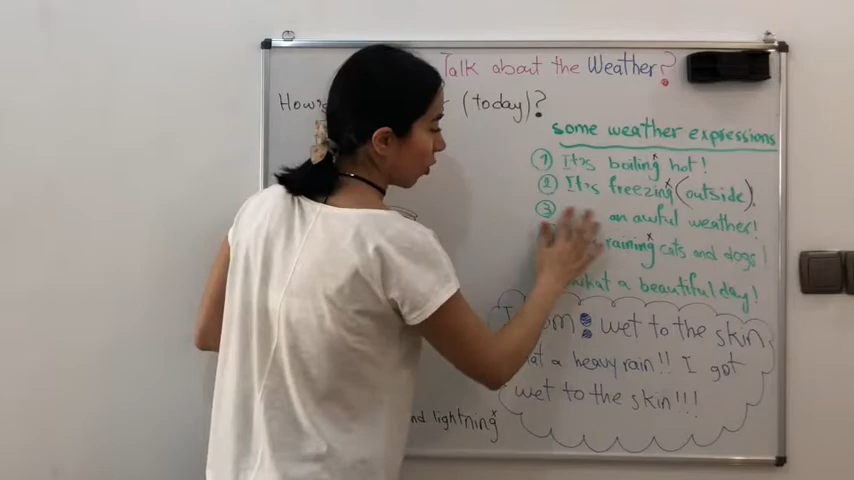 Talk about the Weather?
How's (today)?
some weather expressions
① It's boiling hot!
② It's freezing (outside).
③ an awful weather!
raining cats and dogs!
what a beautiful day!
Tom: wet to the skin
a heavy rain!! I got
wet to the skin!!!
and lightning